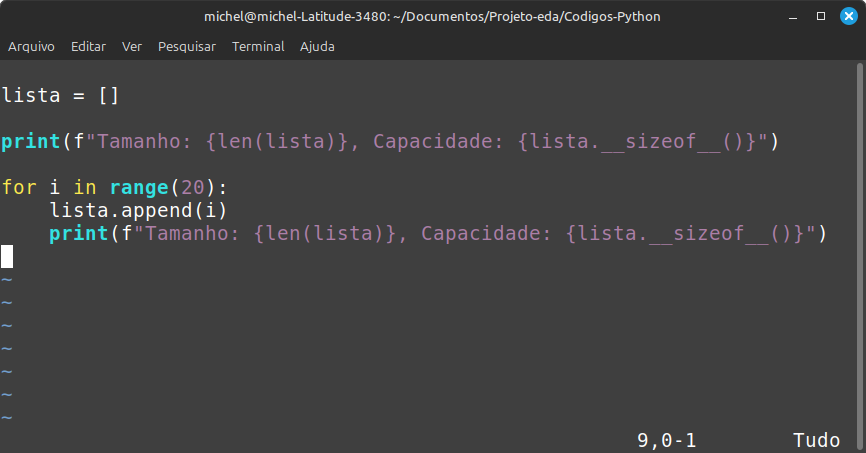 michel@michel-Latitude-3480: ~/Documentos/Projeto-eda/Codigos-Python
Arquivo Editar Ver Pesquisar Terminal Ajuda
lista = []
print(f"Tamanho: {len(lista)}, Capacidade: {lista.__sizeof__()}")
for i in range(20):
    lista.append(i)
    print(f"Tamanho: {len(lista)}, Capacidade: {lista.__sizeof__()}")
~
~
~
~
~
~
~
9,0-1 Tudo